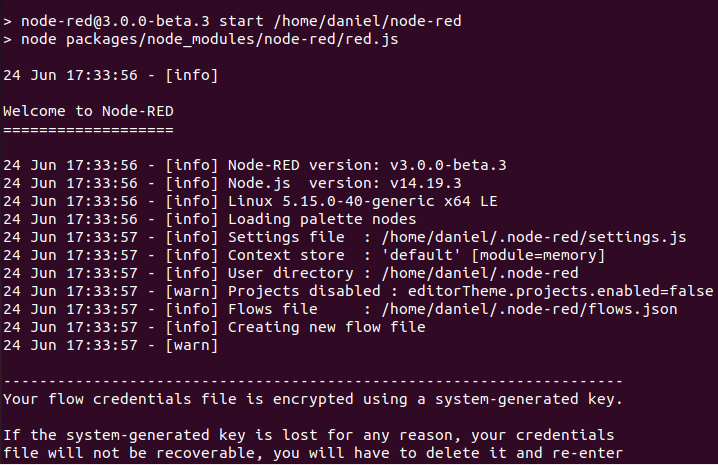 > node-red@3.0.0-beta.3 start /home/daniel/node-red
> node packages/node_modules/node-red/red.js
24 Jun 17:33:56 - [info]
Welcome to Node-RED
===================
24 Jun 17:33:56 - [info] Node-RED version: v3.0.0-beta.3
24 Jun 17:33:56 - [info] Node.js  version: v14.19.3
24 Jun 17:33:56 - [info] Linux 5.15.0-40-generic x64 LE
24 Jun 17:33:56 - [info] Loading palette nodes
24 Jun 17:33:57 - [info] Settings file  : /home/daniel/.node-red/settings.js
24 Jun 17:33:57 - [info] Context store  : 'default' [module=memory]
24 Jun 17:33:57 - [info] User directory : /home/daniel/.node-red
24 Jun 17:33:57 - [warn] Projects disabled : editorTheme.projects.enabled=false
24 Jun 17:33:57 - [info] Flows file     : /home/daniel/.node-red/flows.json
24 Jun 17:33:57 - [info] Creating new flow file
24 Jun 17:33:57 - [warn]
---------------------------------------------------------------------
Your flow credentials file is encrypted using a system-generated key.
If the system-generated key is lost for any reason, your credentials
file will not be recoverable, you will have to delete it and re-enter